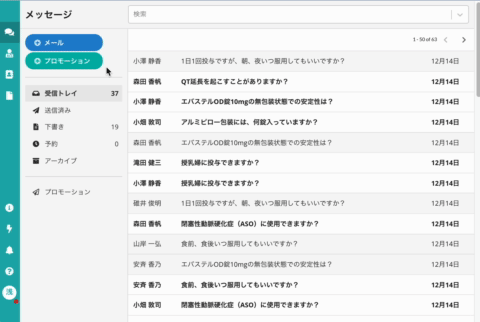 メッセージ
検索
メール
プロモーション
受信トレイ 37
送信済み
下書き 19
予約 0
アーカイブ
プロモーション
1 - 50 of 63
小澤 静香 1日1回投与ですが、朝、夜いつ服用してもいいですか？ 12月14日
森田 香帆 QT延長を起こすことがありますか？ 12月14日
小澤 静香 エバステルOD錠10mgの無包装状態での安定性は？ 12月14日
小畑 敦司 アルミピロー包装には、何錠入っていますか？ 12月14日
森田 香帆 エバステルOD錠10mgの無包装状態での安定性は？ 12月14日
滝田 健三 授乳婦に投与できますか？ 12月14日
小澤 静香 授乳婦に投与できますか？ 12月14日
碓井 俊明 1日1回投与ですが、朝、夜いつ服用してもいいですか？ 12月14日
森田 香帆 閉塞性動脈硬化症（ASO）に使用できますか？ 12月14日
山岸 一弘 食前、食後いつ服用してもいいですか？ 12月14日
安斉 香乃 エバステルOD錠10mgの無包装状態での安定性は？ 12月14日
安斉 香乃 食前、食後いつ服用してもいいですか？ 12月14日
小畑 敦司 閉塞性動脈硬化症（ASO）に使用できますか？ 12月14日